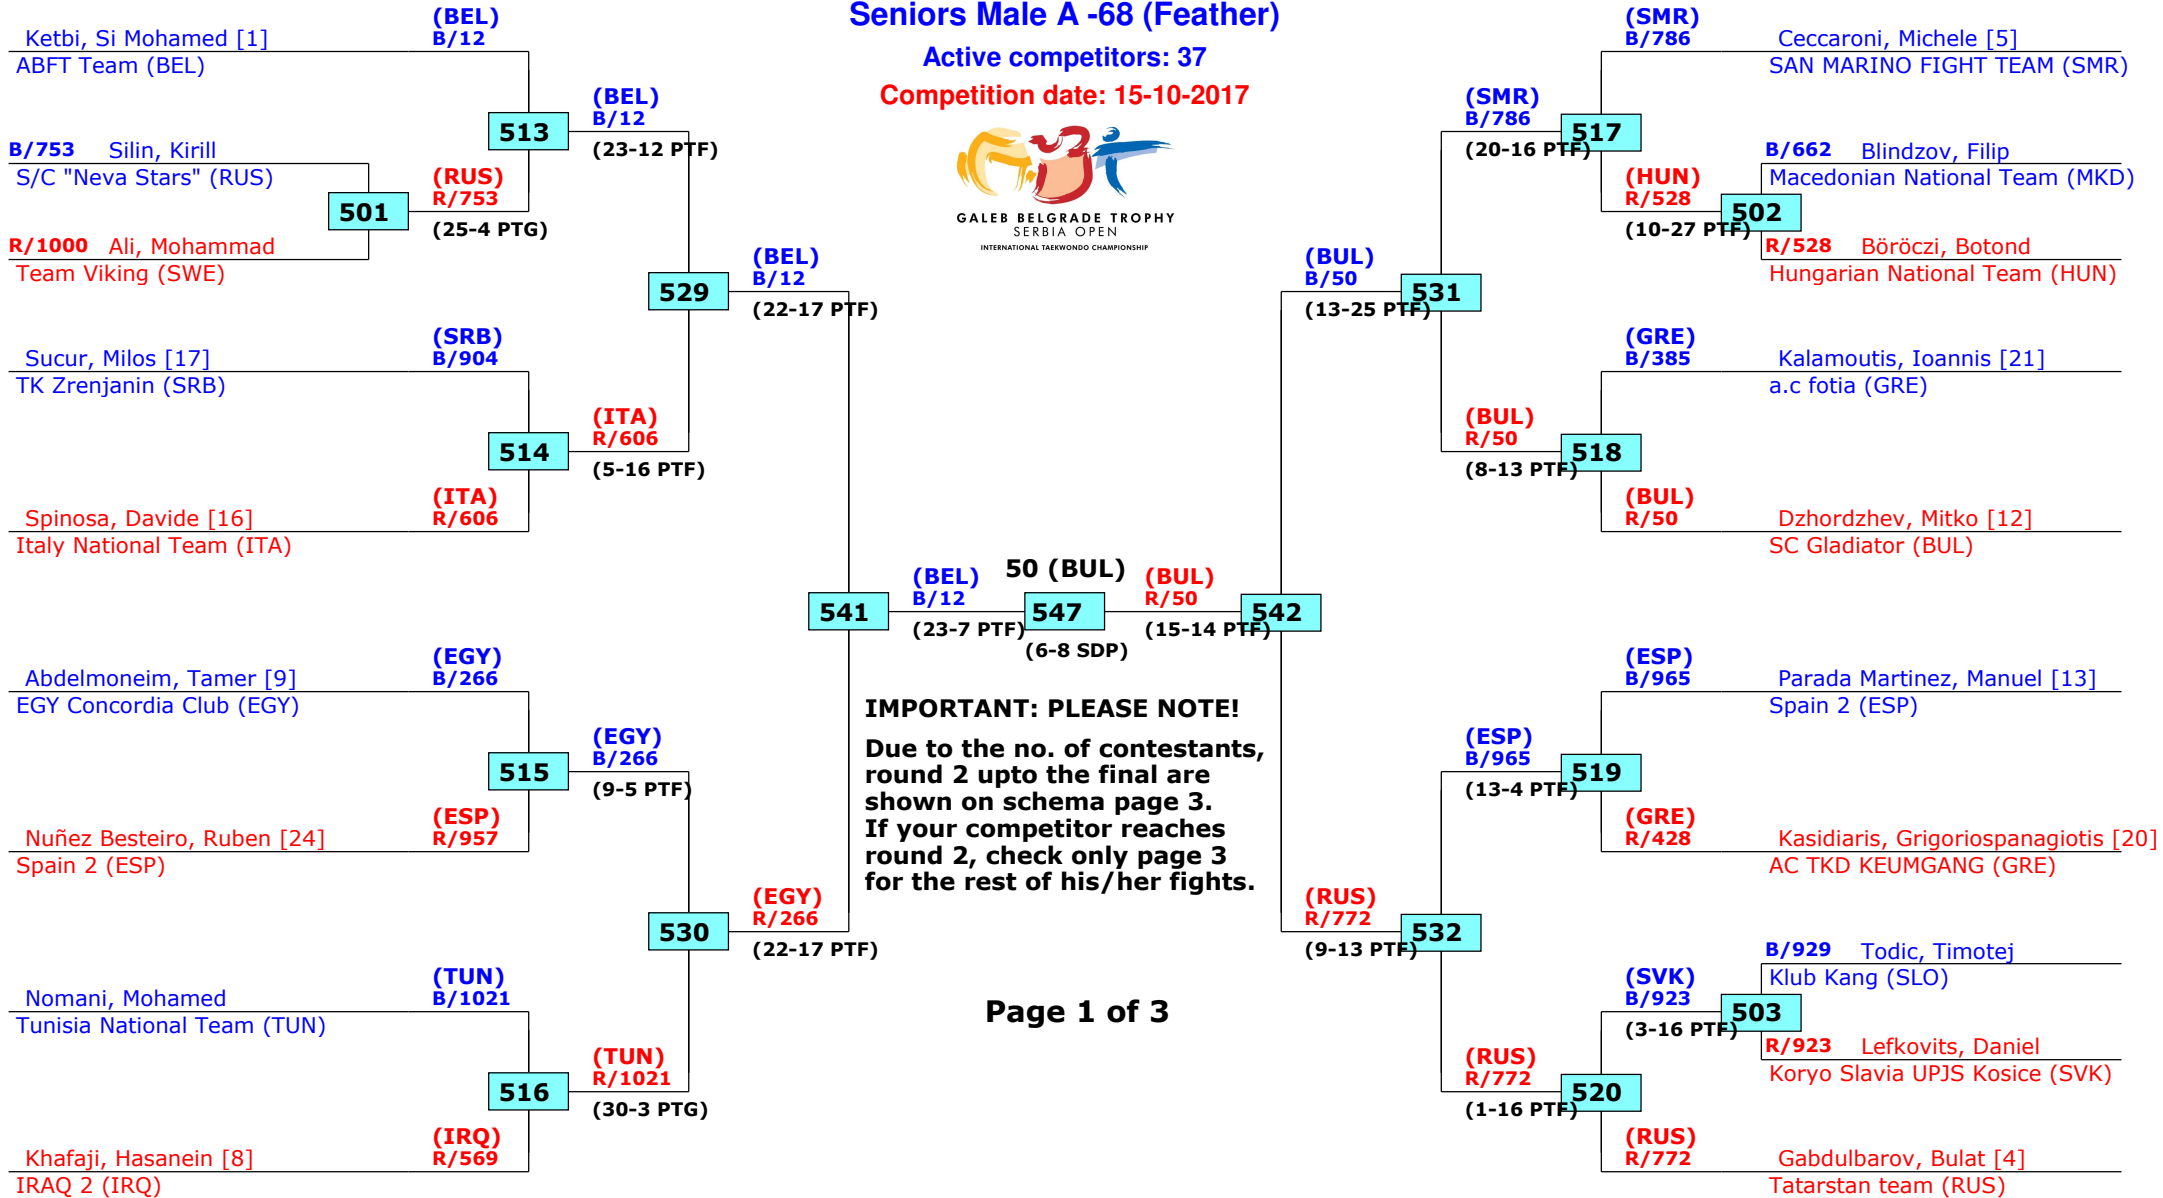 Seniors Male A -68 (Feather)
Active competitors: 37
Competition date: 15-10-2017
GALEB BELGRADE TROPHY
SERBIA OPEN
INTERNATIONAL TAEKWONDO CHAMPIONSHIP
Ketbi, Si Mohamed [1]
ABFT Team (BEL)
(BEL)
B/12
B/753 Silin, Kirill
S/C "Neva Stars" (RUS)
501
R/1000 Ali, Mohammad
Team Viking (SWE)
(RUS)
R/753
(25-4 PTG)
513
(BEL)
B/12
(23-12 PTF)
Sucur, Milos [17]
TK Zrenjanin (SRB)
(SRB)
B/904
514
Spinosa, Davide [16]
Italy National Team (ITA)
(ITA)
R/606
(ITA)
R/606
(5-16 PTF)
529
(BEL)
B/12
(22-17 PTF)
Abdelmoneim, Tamer [9]
EGY Concordia Club (EGY)
(EGY)
B/266
515
Nuñez Besteiro, Ruben [24]
Spain 2 (ESP)
(ESP)
R/957
(EGY)
B/266
(9-5 PTF)
Nomani, Mohamed
Tunisia National Team (TUN)
(TUN)
B/1021
516
Khafaji, Hasanein [8]
IRAQ 2 (IRQ)
(IRQ)
R/569
(TUN)
R/1021
(30-3 PTG)
530
(EGY)
R/266
(22-17 PTF)
541
(BEL)
B/12
(23-7 PTF)
50 (BUL)
547
(6-8 SDP)
(BUL)
R/50
(15-14 PTF)
542
IMPORTANT: PLEASE NOTE!
Due to the no. of contestants,
round 2 upto the final are
shown on schema page 3.
If your competitor reaches
round 2, check only page 3
for the rest of his/her fights.
Page 1 of 3
(SMR)
B/786
Ceccaroni, Michele [5]
SAN MARINO FIGHT TEAM (SMR)
(SMR)
B/786
(20-16 PTF)
517
B/662 Blindzov, Filip
Macedonian National Team (MKD)
(HUN)
R/528
(10-27 PTF)
502
R/528 Böröczi, Botond
Hungarian National Team (HUN)
(BUL)
B/50
(13-25 PTF)
531
(GRE)
B/385
Kalamoutis, Ioannis [21]
a.c fotia (GRE)
(BUL)
R/50
(8-13 PTF)
518
(BUL)
R/50
Dzhordzhev, Mitko [12]
SC Gladiator (BUL)
(ESP)
B/965
Parada Martinez, Manuel [13]
Spain 2 (ESP)
(ESP)
B/965
(13-4 PTF)
519
(GRE)
R/428
Kasidiaris, Grigoriospanagiotis [20]
AC TKD KEUMGANG (GRE)
(RUS)
R/772
(9-13 PTF)
532
B/929 Todic, Timotej
Klub Kang (SLO)
(SVK)
B/923
(3-16 PTF)
503
R/923 Lefkovits, Daniel
Koryo Slavia UPJS Kosice (SVK)
(RUS)
R/772
(1-16 PTF)
520
(RUS)
R/772
Gabdulbarov, Bulat [4]
Tatarstan team (RUS)